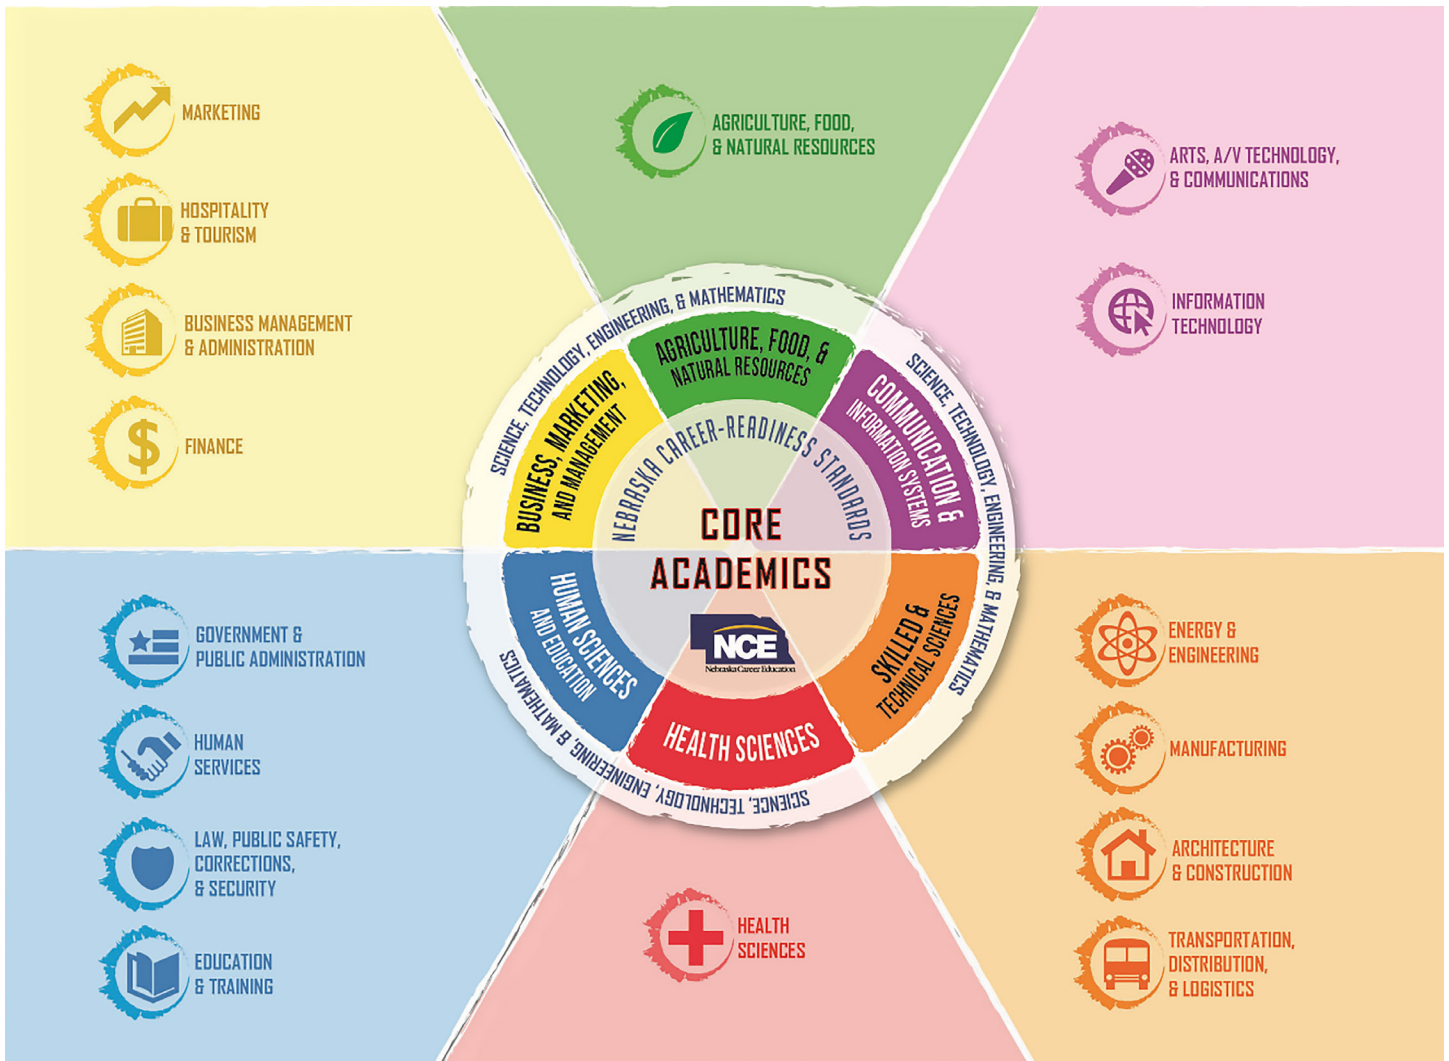 MARKETING
HOSPITALITY
& TOURISM
BUSINESS MANAGEMENT
& ADMINISTRATION
FINANCE
AGRICULTURE, FOOD,
& NATURAL RESOURCES
ARTS, A/V TECHNOLOGY,
& COMMUNICATIONS
INFORMATION
TECHNOLOGY
SCIENCE, TECHNOLOGY, ENGINEERING, & MATHEMATICS
SCIENCE, TECHNOLOGY, ENGINEERING, & MATHEMATICS
SCIENCE, TECHNOLOGY, ENGINEERING, & MATHEMATICS
AGRICULTURE, FOOD, &
NATURAL RESOURCES
BUSINESS, MARKETING,
AND MANAGEMENT
COMMUNICATION &
INFORMATION SYSTEMS
NEBRASKA CAREER-READINESS STANDARDS
CORE
ACADEMICS
NCE
Nebraska Career Education
HUMAN SCIENCES
AND EDUCATION
SKILLED &
TECHNICAL SCIENCES
HEALTH SCIENCES
GOVERNMENT &
PUBLIC ADMINISTRATION
HUMAN
SERVICES
LAW, PUBLIC SAFETY,
CORRECTIONS,
& SECURITY
EDUCATION
& TRAINING
HEALTH
SCIENCES
ENERGY &
ENGINEERING
MANUFACTURING
ARCHITECTURE
& CONSTRUCTION
TRANSPORTATION,
DISTRIBUTION,
& LOGISTICS